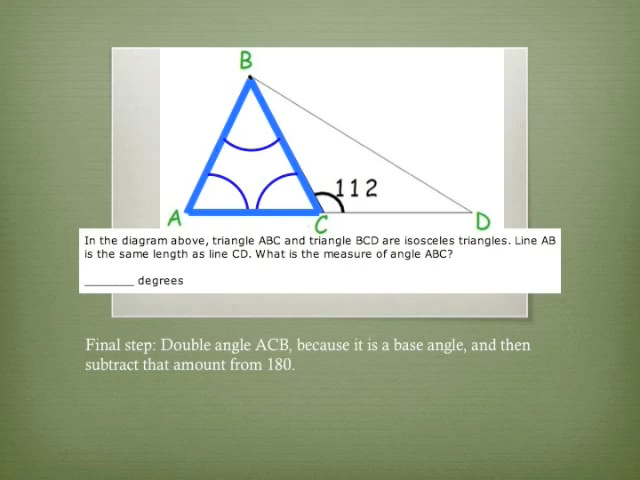 B
112
A
C
D
In the diagram above, triangle ABC and triangle BCD are isosceles triangles. Line AB
is the same length as line CD. What is the measure of angle ABC?
_______ degrees
Final step: Double angle ACB, because it is a base angle, and then
subtract that amount from 180.